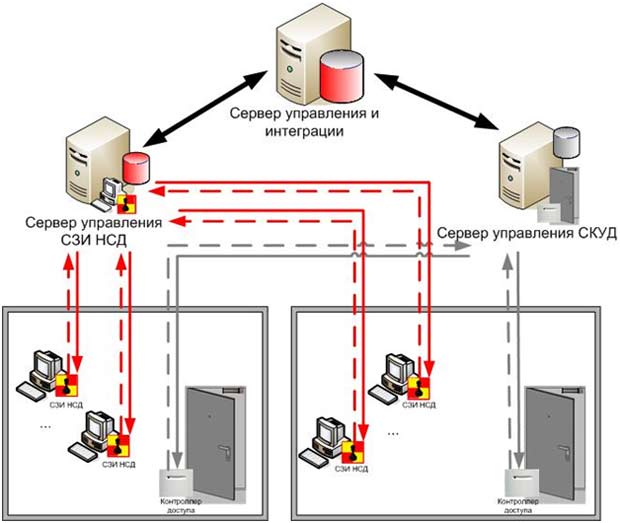 Сервер управления и
интеграции
Сервер управления
СЗИ НСД
Сервер управления СКУД
СЗИ НСД
...
СЗИ НСД
Контроллер
доступа
СЗИ НСД
...
СЗИ НСД
Контроллер
доступа